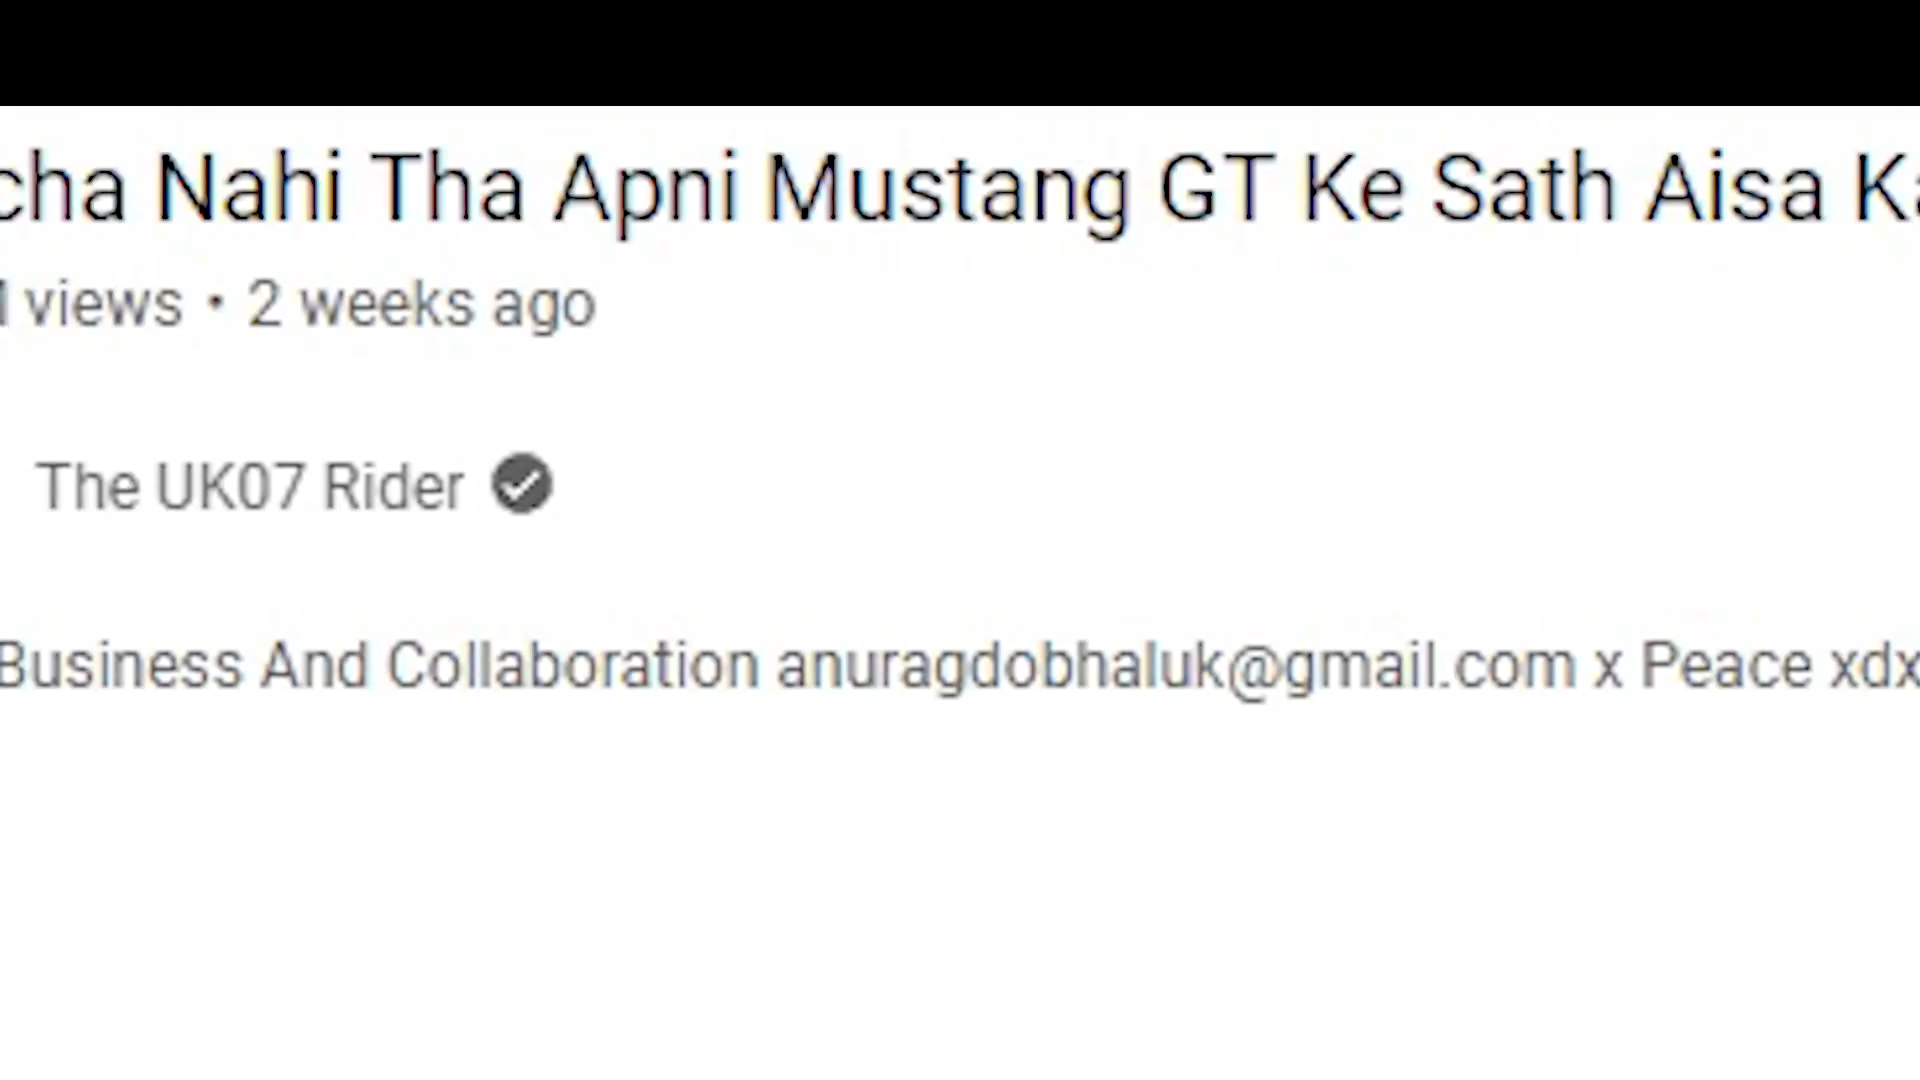 cha Nahi Tha Apni Mustang GT Ke Sath Aisa
views • 2 weeks ago
The UK07 Rider
Business And Collaboration anuragdobhaluk@gmail.com x Peace xdx